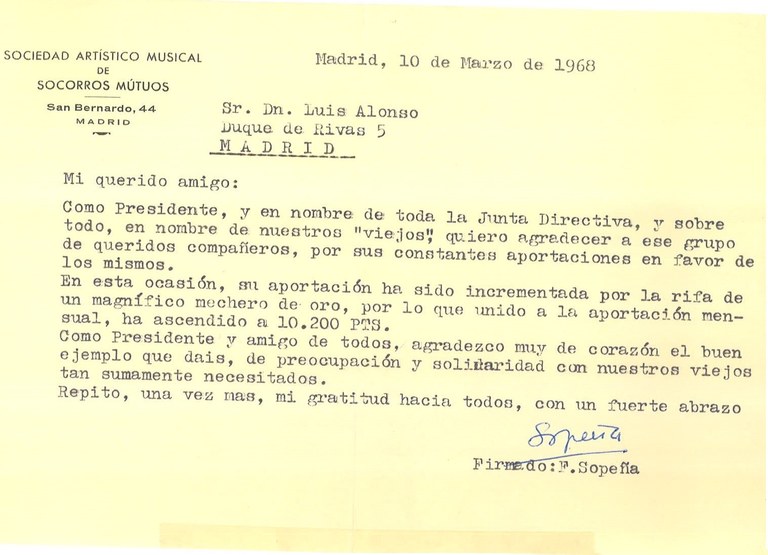 SOCIEDAD ARTÍSTICO MUSICAL
DE
SOCORROS MÚTUOS
San Bernardo, 44
MADRID
Madrid, 10 de Marzo de 1968
Sr. Dn. Luis Alonso
Duque de Rivas 5
MADRID
Mi querido amigo:
Como Presidente, y en nombre de toda la Junta Directiva, y sobre
todo, en nombre de nuestros "viejos", quiero agradecer a ese grupo
de queridos compañeros, por sus constantes aportaciones en favor de
los mismos.
En esta ocasión, su aportación ha sido incrementada por la rifa de
un magnífico mechero de oro, por lo que unido a la aportación men-
sual, ha ascendido a 10.200 PTS.
Como Presidente y amigo de todos, agradezco muy de corazón el buen
ejemplo que dais, de preocupación y solidaridad con nuestros viejos
tan sumamente necesitados.
Repito, una vez mas, mi gratitud hacia todos, con un fuerte abrazo
Sopeña
Firmado: F. Sopeña